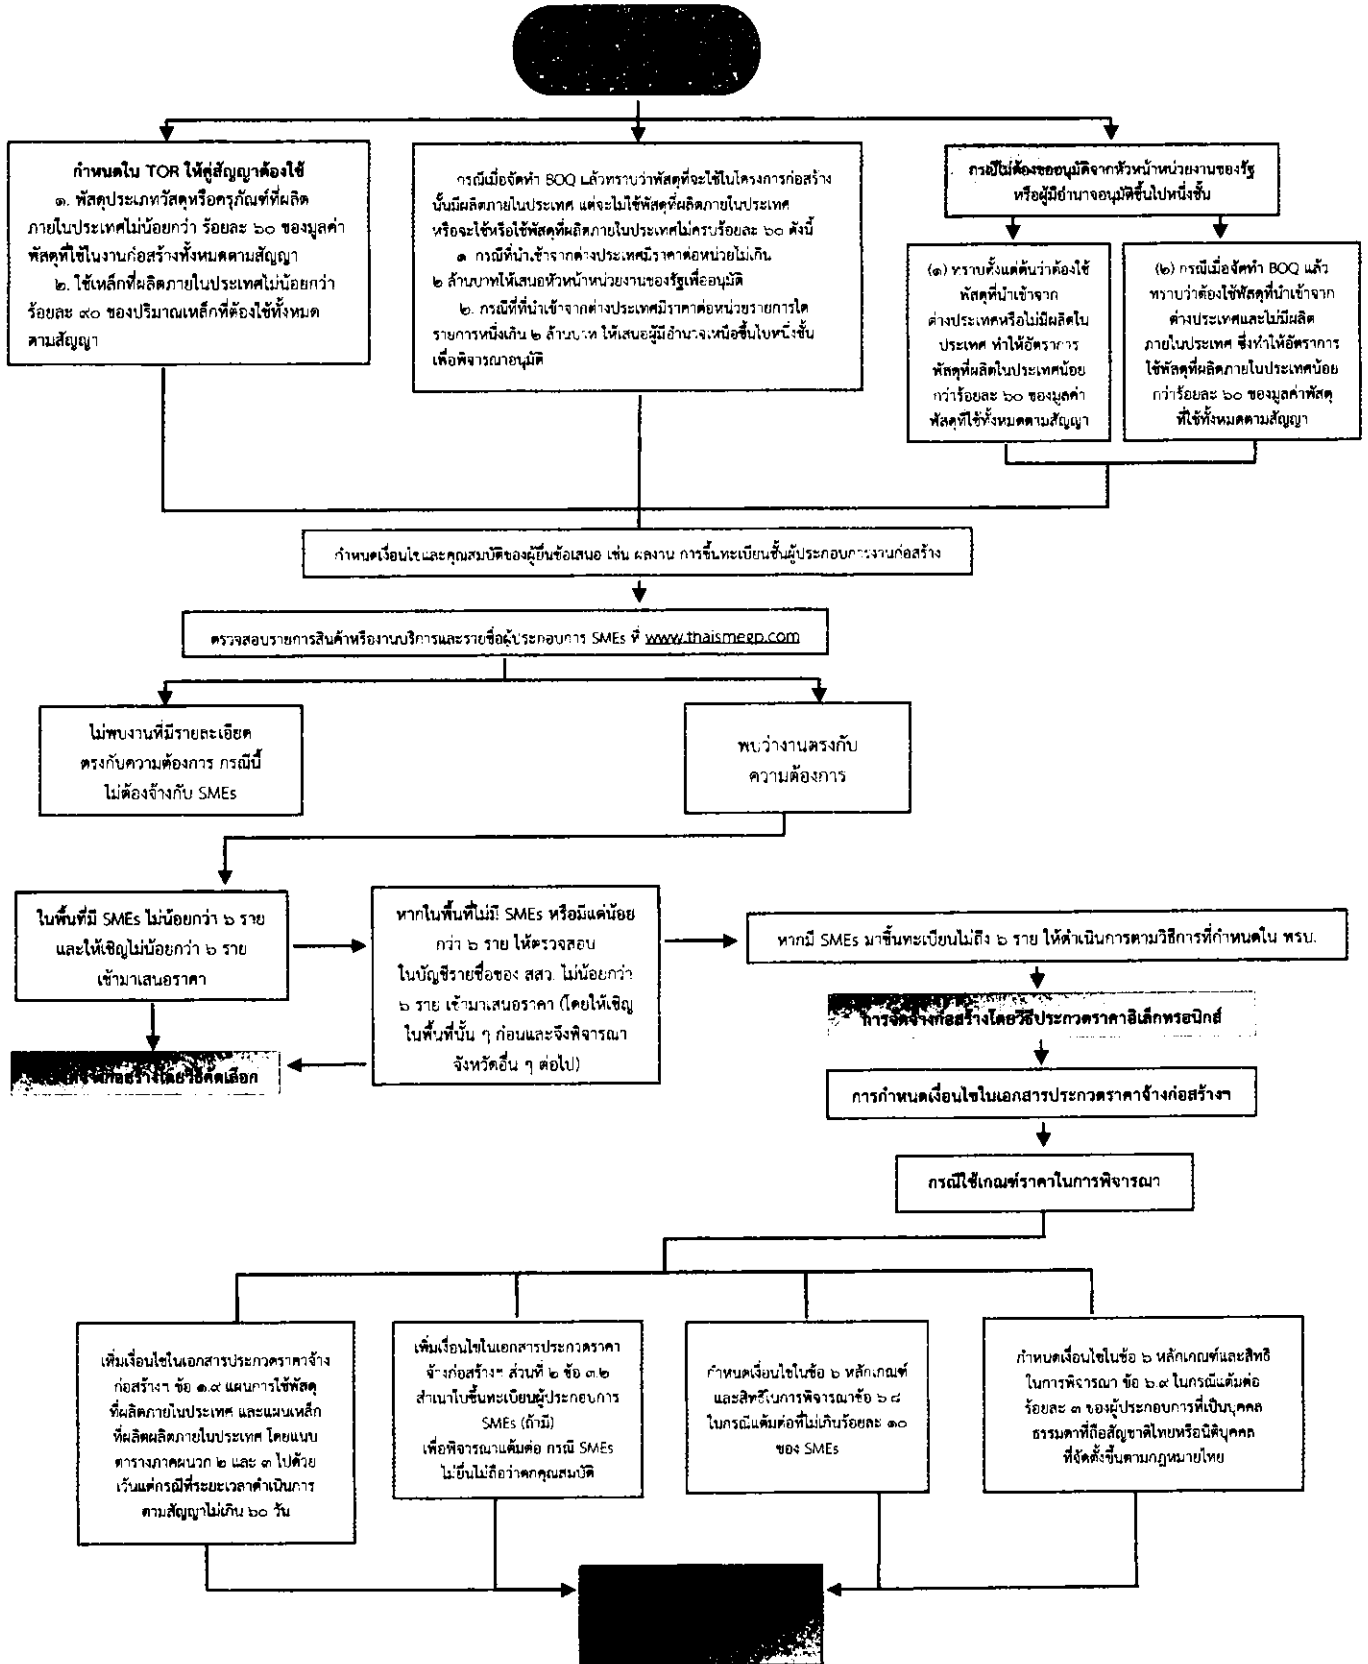 กำหนดใน TOR ให้คู่สัญญาต้องใช้
๑. พัสดุประเภทวัสดุหรือครุภัณฑ์ที่ผลิต
ภายในประเทศไม่น้อยกว่า ร้อยละ ๖๐ ของมูลค่า
พัสดุที่ใช้ในงานก่อสร้างทั้งหมดตามสัญญา
๒. ใช้เหล็กที่ผลิตภายในประเทศไม่น้อยกว่า
ร้อยละ ๙๐ ของปริมาณเหล็กที่ต้องใช้ทั้งหมด
ตามสัญญา
กรณีเมื่อจัดทำ BOQ แล้วทราบว่าพัสดุที่จะใช้ในโครงการก่อสร้าง
นั้นมีผลิตภายในประเทศ แต่จะไม่ใช้พัสดุที่ผลิตภายในประเทศ
หรือจะใช้หรือใช้พัสดุที่ผลิตภายในประเทศไม่ครบร้อยละ ๖๐ ดังนี้
๑ กรณีที่นำเข้าจากต่างประเทศมีราคาต่อหน่วยไม่เกิน
๒ ล้านบาทให้เสนอหัวหน้าหน่วยงานของรัฐเพื่ออนุมัติ
๒. กรณีที่ที่นำเข้าจากต่างประเทศมีราคาต่อหน่วยรายการใด
รายการหนึ่งเกิน ๒ ล้านบาท ให้เสนอผู้มีอำนาจเหนือขึ้นไปหนึ่งชั้น
เพื่อพิจารณาอนุมัติ
กรณีไม่ต้องขออนุมัติจากหัวหน้าหน่วยงานของรัฐ
หรือผู้มีอำนาจอนุมัติขึ้นไปหนึ่งชั้น
(๑) ทราบตั้งแต่ต้นว่าต้องใช้
พัสดุที่นำเข้าจาก
ต่างประเทศหรือไม่มีผลิตใน
ประเทศ ทำให้อัตราการ
พัสดุที่ผลิตในประเทศน้อย
กว่าร้อยละ ๖๐ ของมูลค่า
พัสดุที่ใช้ทั้งหมดตามสัญญา
(๒) กรณีเมื่อจัดทำ BOQ แล้ว
ทราบว่าต้องใช้พัสดุที่นำเข้าจาก
ต่างประเทศและไม่มีผลิต
ภายในประเทศ ซึ่งทำให้อัตราการ
ใช้พัสดุที่ผลิตภายในประเทศน้อย
กว่าร้อยละ ๖๐ ของมูลค่าพัสดุ
ที่ใช้ทั้งหมดตามสัญญา
กำหนดเงื่อนไขและคุณสมบัติของผู้ยื่นข้อเสนอ เช่น ผลงาน การขึ้นทะเบียนชั้นผู้ประกอบการงานก่อสร้าง
ตรวจสอบรายการสินค้าหรืองานบริการและรายชื่อผู้ประกอบการ SMEs ที่ www.thaismegp.com
ไม่พบงานที่มีรายละเอียด
ตรงกับความต้องการ กรณีนี้
ไม่ต้องจ้างกับ SMEs
พบว่างานตรงกับ
ความต้องการ
ในพื้นที่มี SMEs ไม่น้อยกว่า ๖ ราย
และให้เชิญไม่น้อยกว่า ๖ ราย
เข้ามาเสนอราคา
หากในพื้นที่ไม่มี SMEs หรือมีแต่น้อย
กว่า ๖ ราย ให้ตรวจสอบ
ในบัญชีรายชื่อของ สสว. ไม่น้อยกว่า
๖ ราย เข้ามาเสนอราคา (โดยให้เชิญ
ในพื้นที่นั้น ๆ ก่อนและจึงพิจารณา
จังหวัดอื่น ๆ ต่อไป)
หากมี SMEs มาขึ้นทะเบียนไม่ถึง ๖ ราย ให้ดำเนินการตามวิธีการที่กำหนดใน พรบ.
การจัดจ้างก่อสร้างโดยวิธีประกวดราคาอิเล็กทรอนิกส์
จ้างก่อสร้างโดยวิธีคัดเลือก
การกำหนดเงื่อนไขในเอกสารประกวดราคาจ้างก่อสร้างฯ
กรณีใช้เกณฑ์ราคาในการพิจารณา
เพิ่มเงื่อนไขในเอกสารประกวดราคาจ้าง
ก่อสร้างฯ ข้อ ๑.๙ แผนการใช้พัสดุ
ที่ผลิตภายในประเทศ และแผนเหล็ก
ที่ผลิตผลิตภายในประเทศ โดยแนบ
ตารางภาคผนวก ๒ และ ๓ ไปด้วย
เว้นแต่กรณีที่ระยะเวลาดำเนินการ
ตามสัญญาไม่เกิน ๖๐ วัน
เพิ่มเงื่อนไขในเอกสารประกวดราคา
จ้างก่อสร้างฯ ส่วนที่ ๒ ข้อ ๓.๒
สำเนาใบขึ้นทะเบียนผู้ประกอบการ
SMEs (ถ้ามี)
เพื่อพิจารณาแต้มต่อ กรณี SMEs
ไม่ยื่นไม่ถือว่าตกคุณสมบัติ
กำหนดเงื่อนไขในข้อ ๖ หลักเกณฑ์
และสิทธิในการพิจารณาข้อ ๖.๘
ในกรณีแต้มต่อที่ไม่เกินร้อยละ ๑๐
ของ SMEs
กำหนดเงื่อนไขในข้อ ๖ หลักเกณฑ์และสิทธิ
ในการพิจารณา ข้อ ๖.๙ ในกรณีแต้มต่อ
ร้อยละ ๓ ของผู้ประกอบการที่เป็นบุคคล
ธรรมดาที่ถือสัญชาติไทยหรือนิติบุคคล
ที่จัดตั้งขึ้นตามกฎหมายไทย